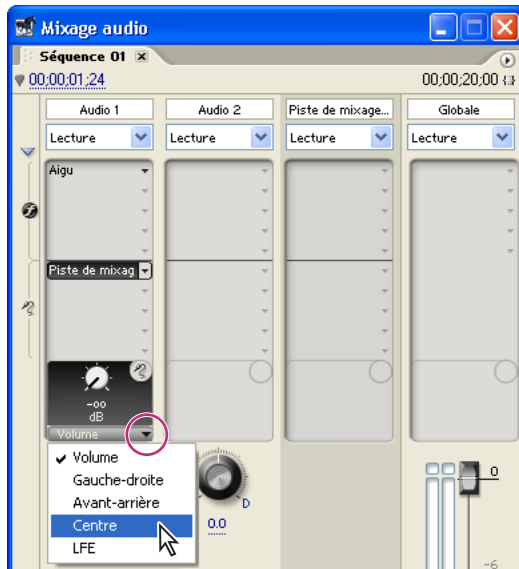 Mixage audio
Séquence 01
00;00;01;24
00;00;20;00
Audio 1
Audio 2
Piste de mixage...
Globale
Lecture
Lecture
Lecture
Lecture
Aigu
Piste de mixag
-oo
dB
Volume
Volume
Gauche-droite
Avant-arrière
Centre
LFE
D
0.0
0
-6